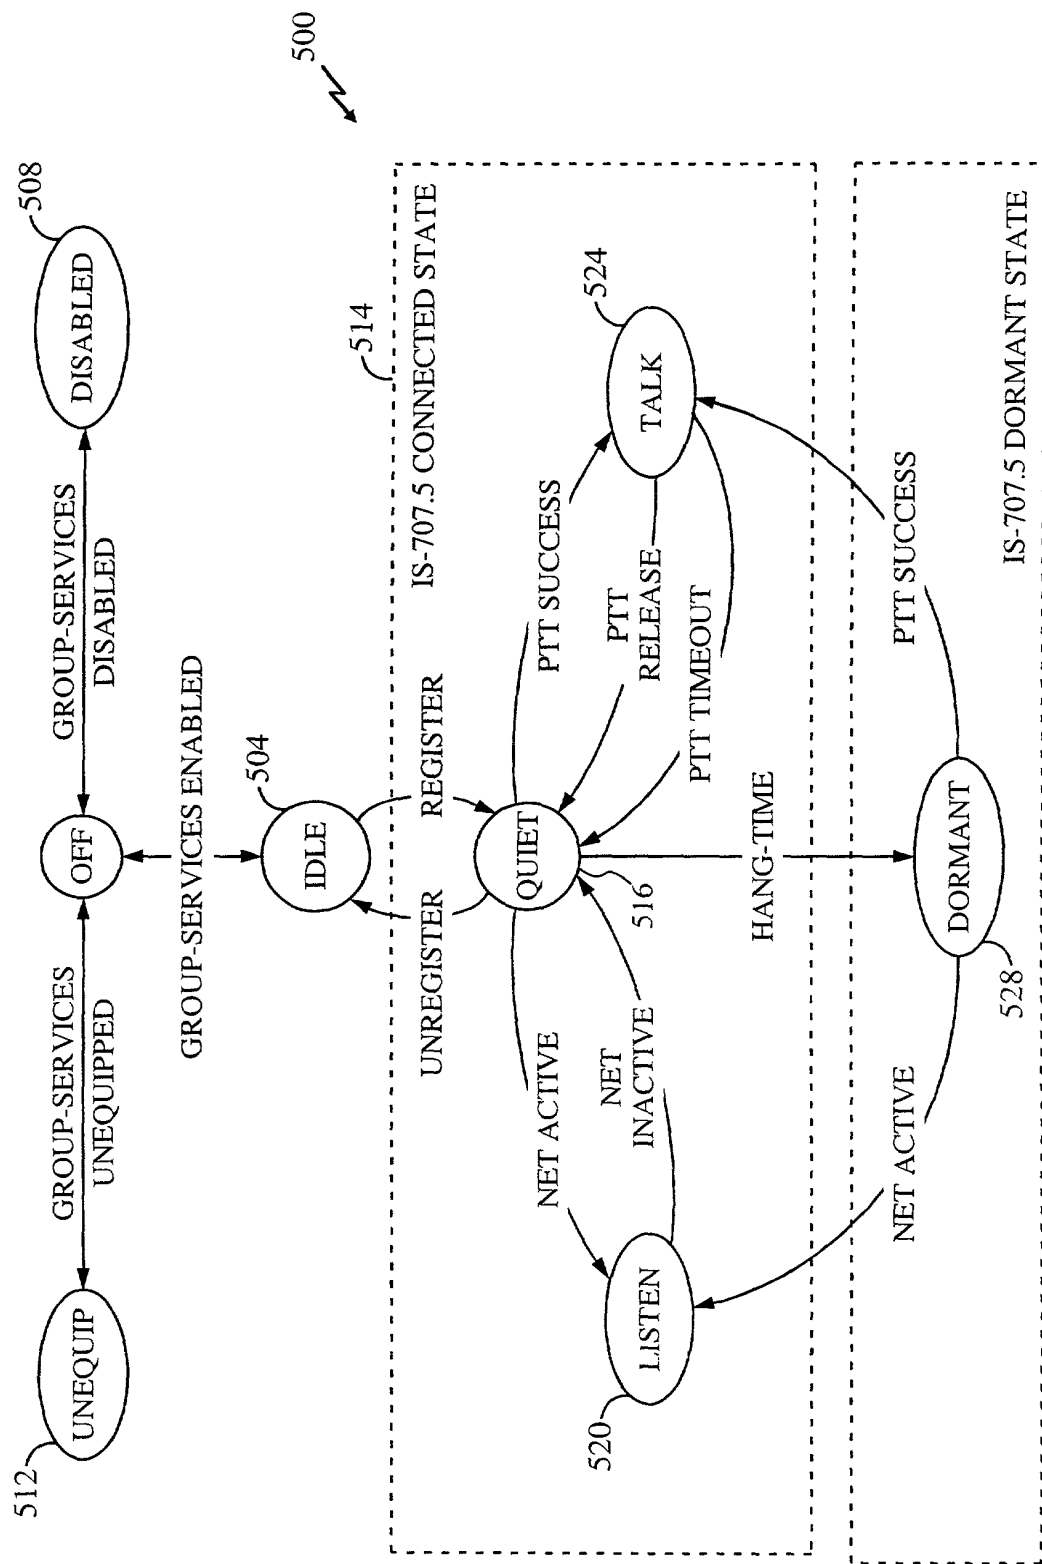 500
512
UNEQUIP
GROUP-SERVICES
UNEQUIPPED
OFF
GROUP-SERVICES
DISABLED
DISABLED
508
GROUP-SERVICES ENABLED
504
IDLE
UNREGISTER
REGISTER
514
IS-707.5 CONNECTED STATE
QUIET
516
NET ACTIVE
NET
INACTIVE
PTT SUCCESS
PTT
RELEASE
PTT TIMEOUT
520
LISTEN
TALK
524
HANG-TIME
NET ACTIVE
PTT SUCCESS
DORMANT
528
IS-707.5 DORMANT STATE